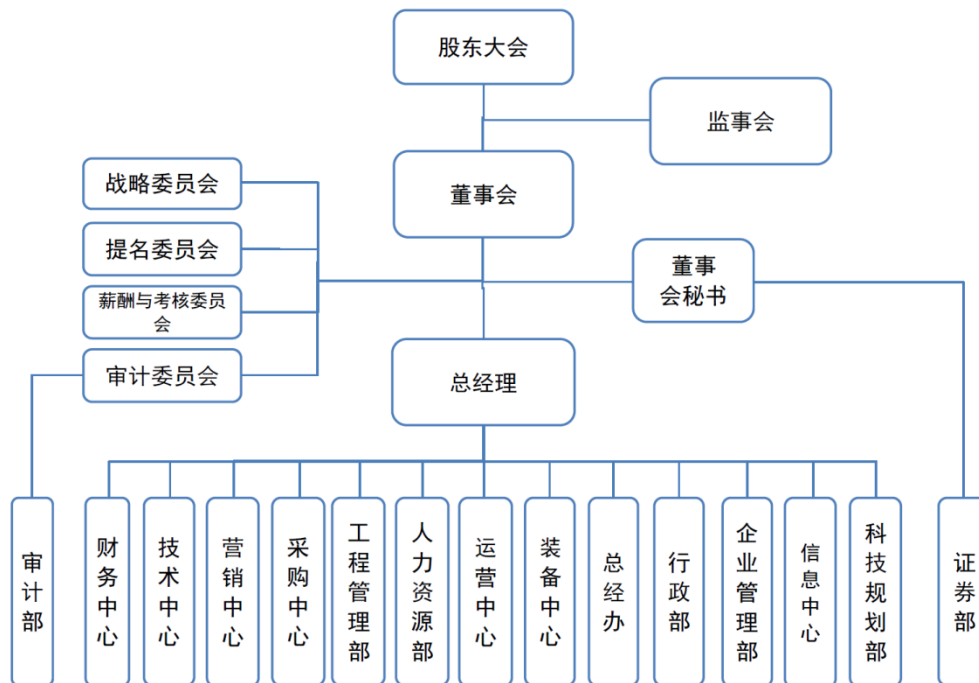 股东大会
监事会
董事会
战略委员会
提名委员会
薪酬与考核委员
会
审计委员会
董事
会秘书
总经理
审计部
财务中心
技术中心
营销中心
采购中心
工程管理部
人力资源部
运营中心
装备中心
总经办
行政部
企业管理部
信息中心
科技规划部
证券部